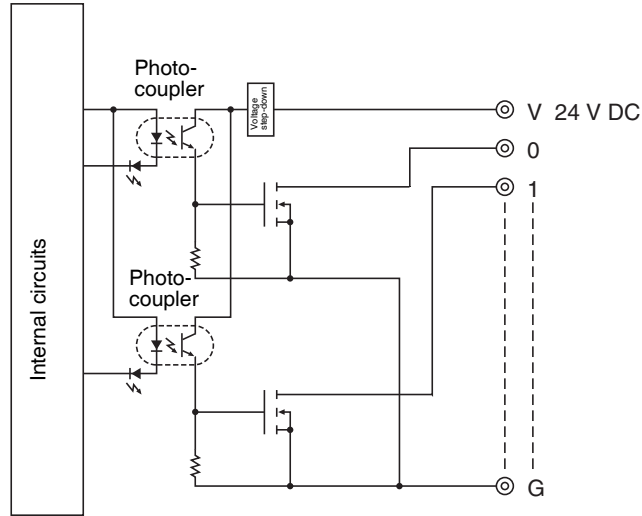 Photo-
coupler
Voltage
step-down
V 24 V DC
0
1
Internal circuits
Photo-
coupler
G